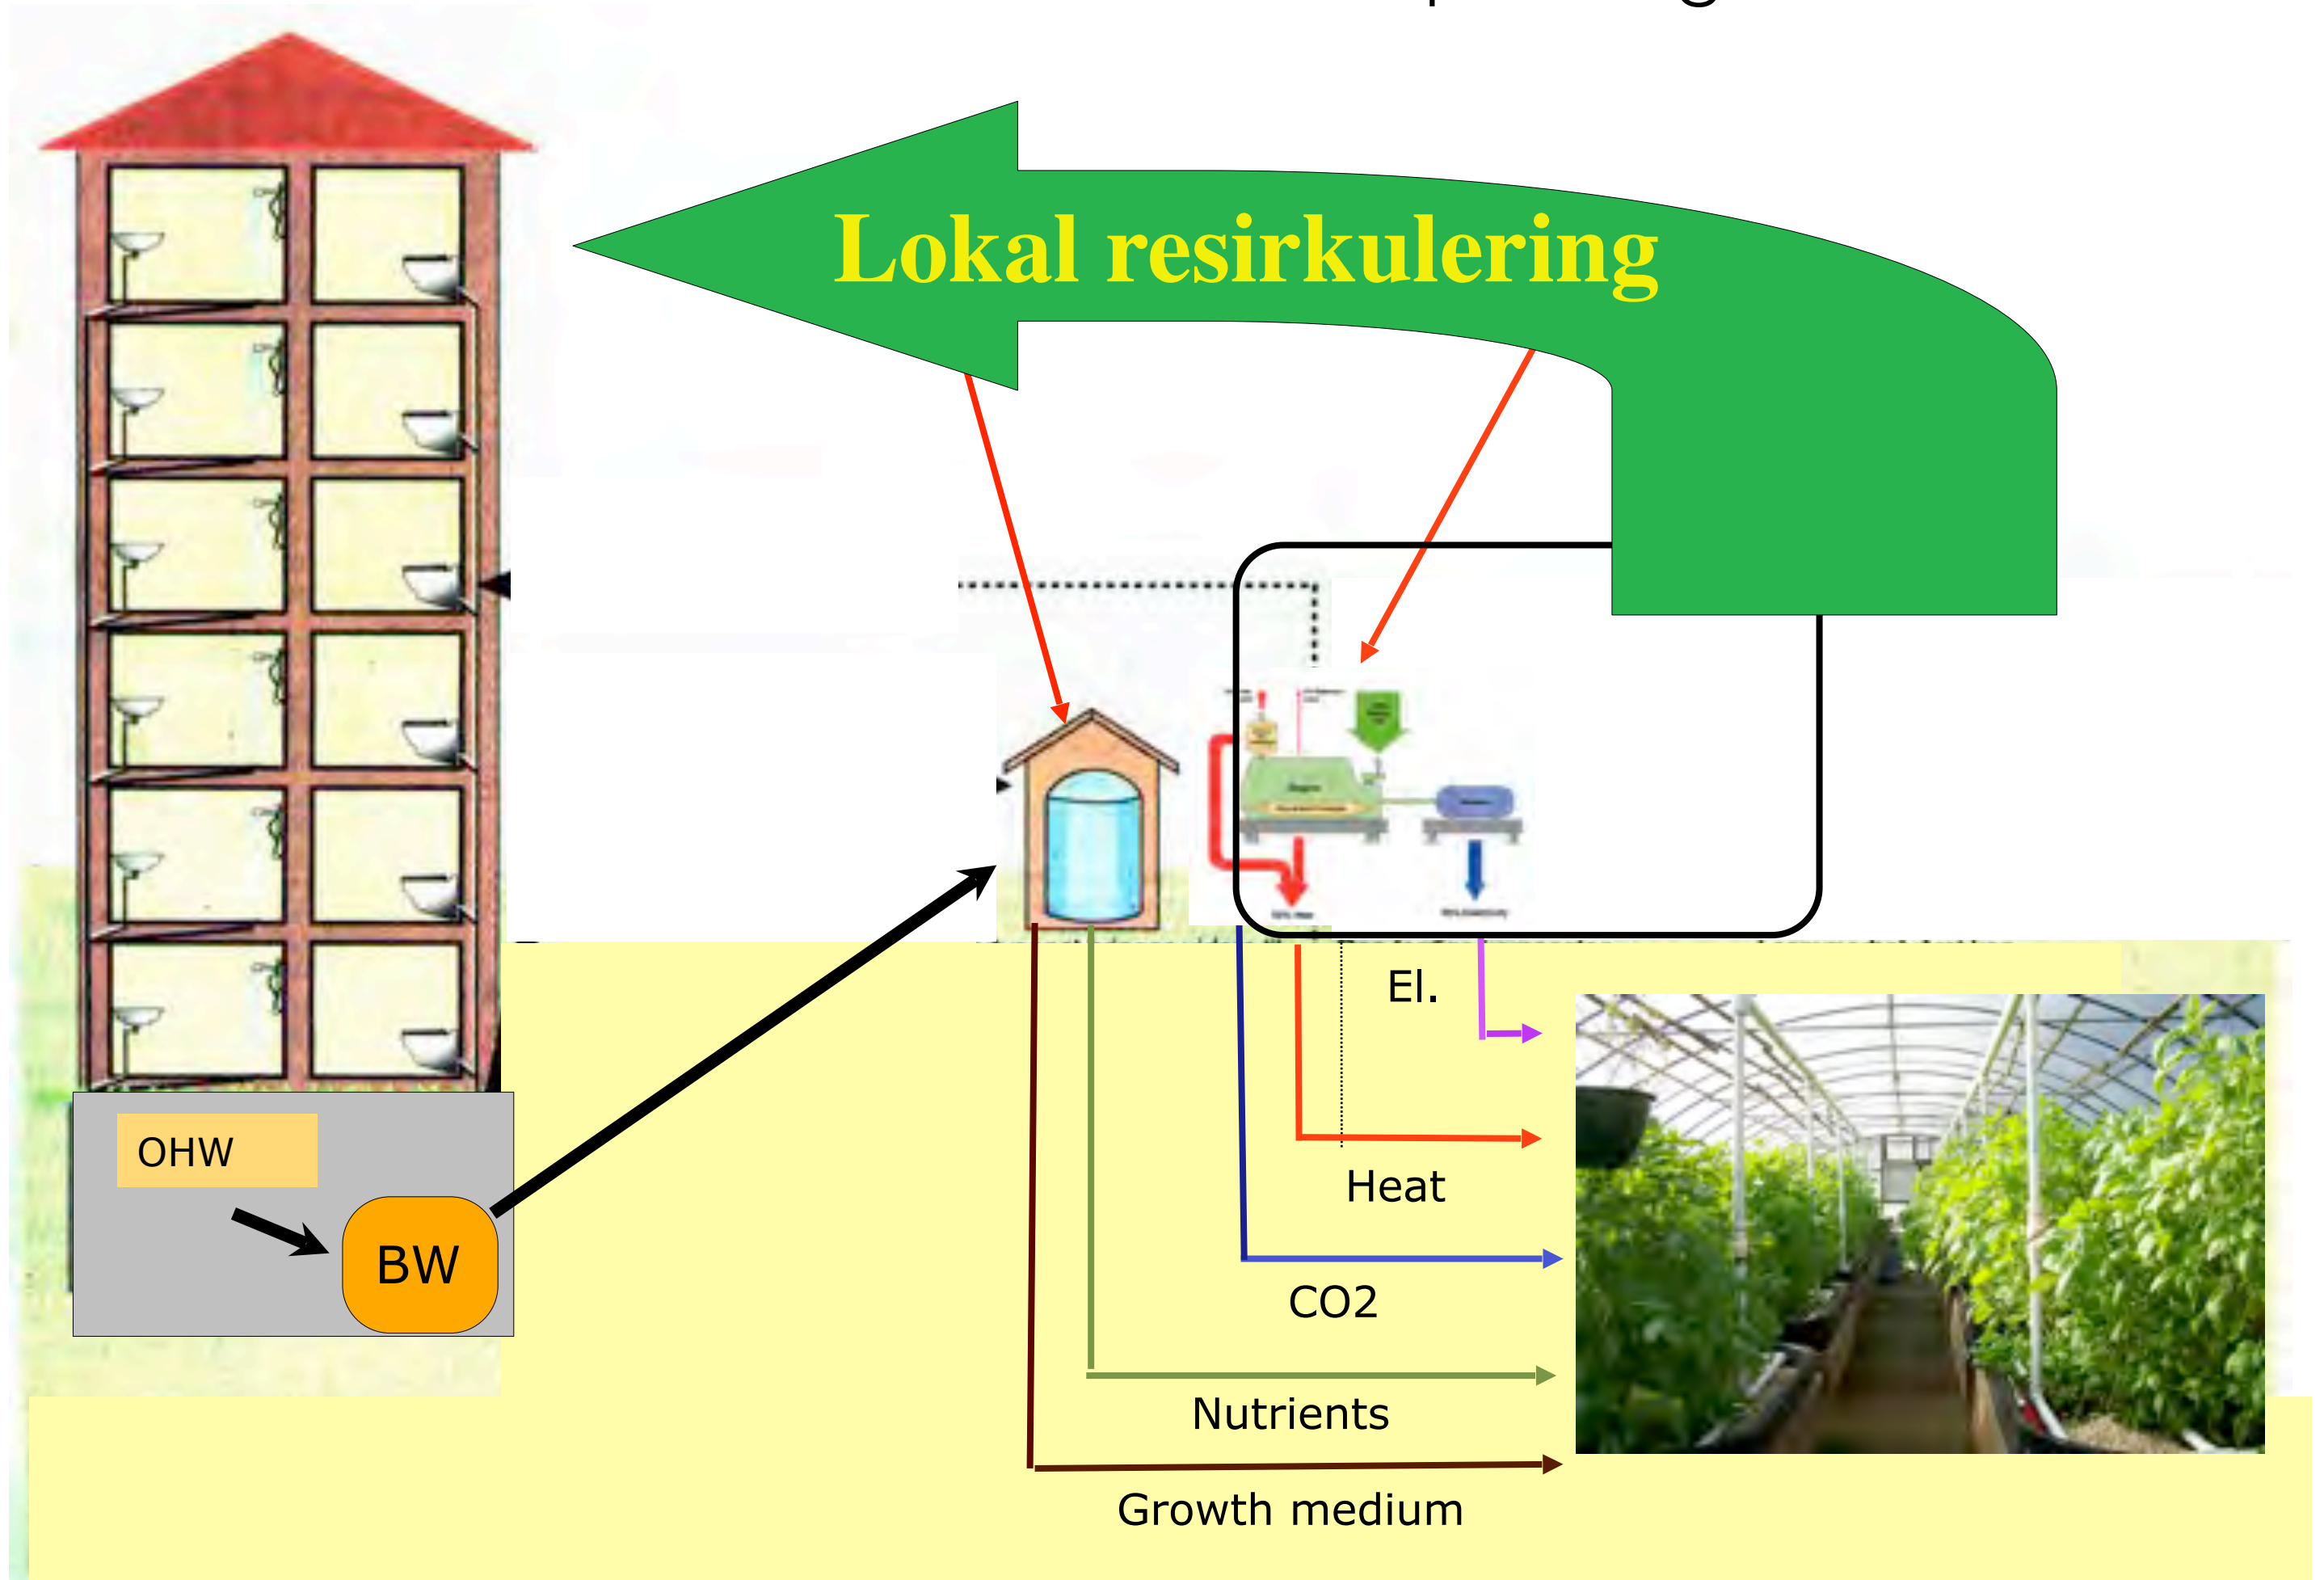 Lokal resirkulering
El.
OHW
Heat
BW
CO2
Nutrients
Growth medium